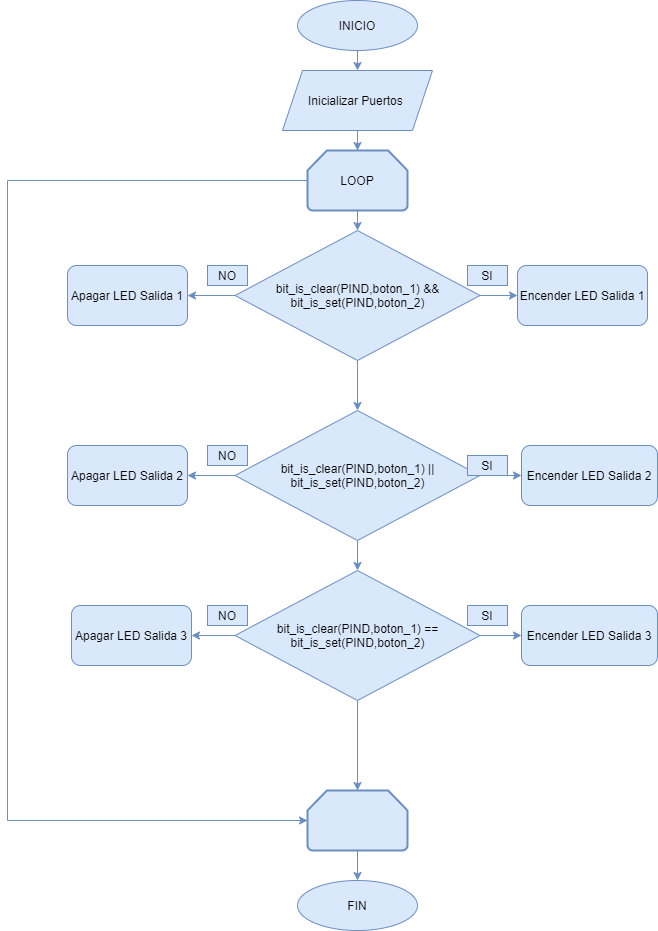 INICIO
Inicializar Puertos
LOOP
NO
SI
bit_is_clear(PIND,boton_1) &&
bit_is_set(PIND,boton_2)
Apagar LED Salida 1
Encender LED Salida 1
NO
SI
bit_is_clear(PIND,boton_1) ||
bit_is_set(PIND,boton_2)
Apagar LED Salida 2
Encender LED Salida 2
NO
SI
bit_is_clear(PIND,boton_1) ==
bit_is_set(PIND,boton_2)
Apagar LED Salida 3
Encender LED Salida 3
FIN